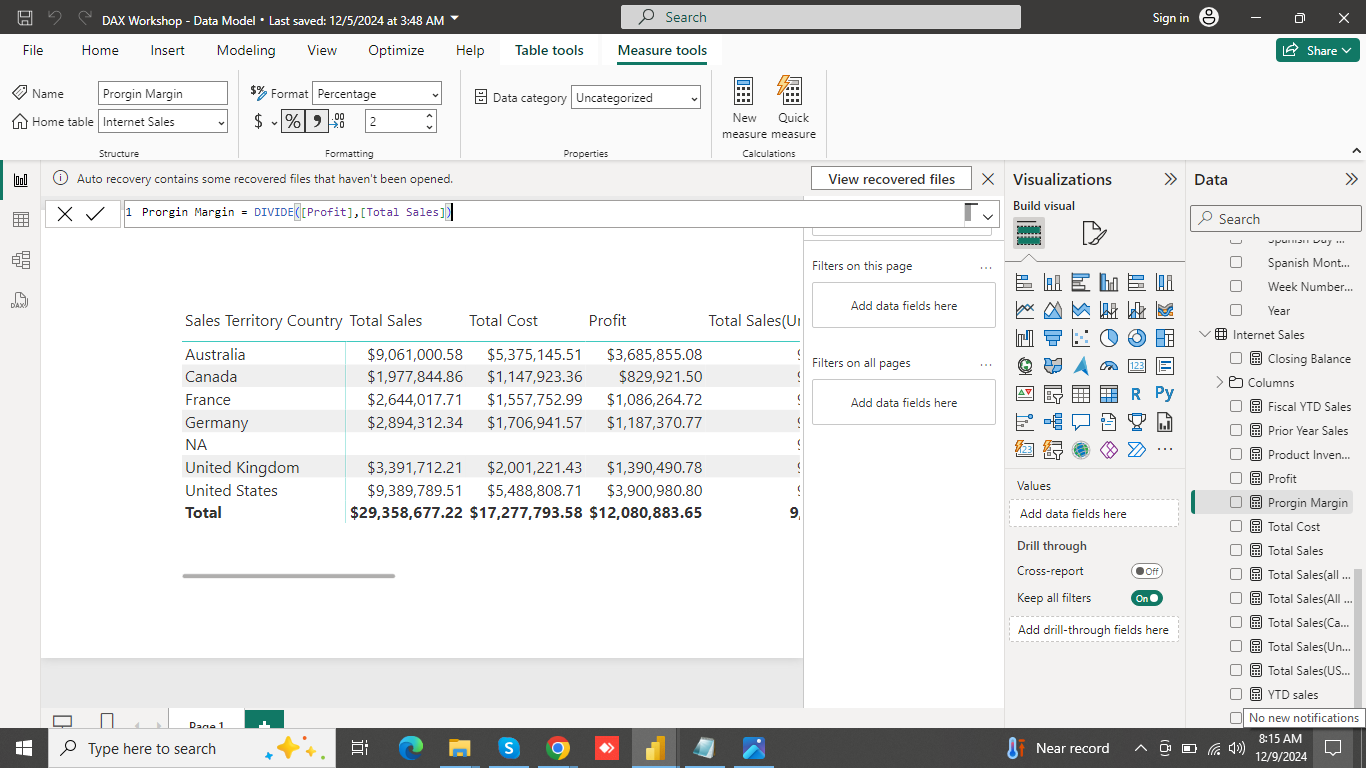 DAX Workshop - Data Model • Last saved: 12/5/2024 at 3:48 AM
Search
Sign in
File Home Insert Modeling View Optimize Help Table tools Measure tools
Share
Name Prorgin Margin
Home table Internet Sales
Structure
Format Percentage
$ % 9 .00 2
Formatting
Data category Uncategorized
Properties
New measure
Quick measure
Calculations
Auto recovery contains some recovered files that haven't been opened.
View recovered files
1 Prorgin Margin = DIVIDE([Profit],[Total Sales])
Sales Territory Country Total Sales Total Cost Profit Total Sales(Un
Australia $9,061,000.58 $5,375,145.51 $3,685,855.08
Canada $1,977,844.86 $1,147,923.36 $829,921.50
France $2,644,017.71 $1,557,752.99 $1,086,264.72
Germany $2,894,312.34 $1,706,941.57 $1,187,370.77
NA
United Kingdom $3,391,712.21 $2,001,221.43 $1,390,490.78
United States $9,389,789.51 $5,488,808.71 $3,900,980.80
Total $29,358,677.22 $17,277,793.58 $12,080,883.65 9,
Page 1
Filters on this page ...
Add data fields here
Filters on all pages ...
Add data fields here
Visualizations
Build visual
R Py
123
Values
Add data fields here
Drill through
Cross-report Off
Keep all filters On
Add drill-through fields here
Data
Search
Spanish Day ...
Spanish Mont...
Week Number...
Year
Internet Sales
Closing Balance
Columns
Fiscal YTD Sales
Prior Year Sales
Product Inven...
Profit
Prorgin Margin
Total Cost
Total Sales
Total Sales(all ...
Total Sales(All ...
Total Sales(Ca...
Total Sales(Un...
Total Sales(US...
YTD sales
No new notifications
Type here to search
Near record
8:15 AM
12/9/2024